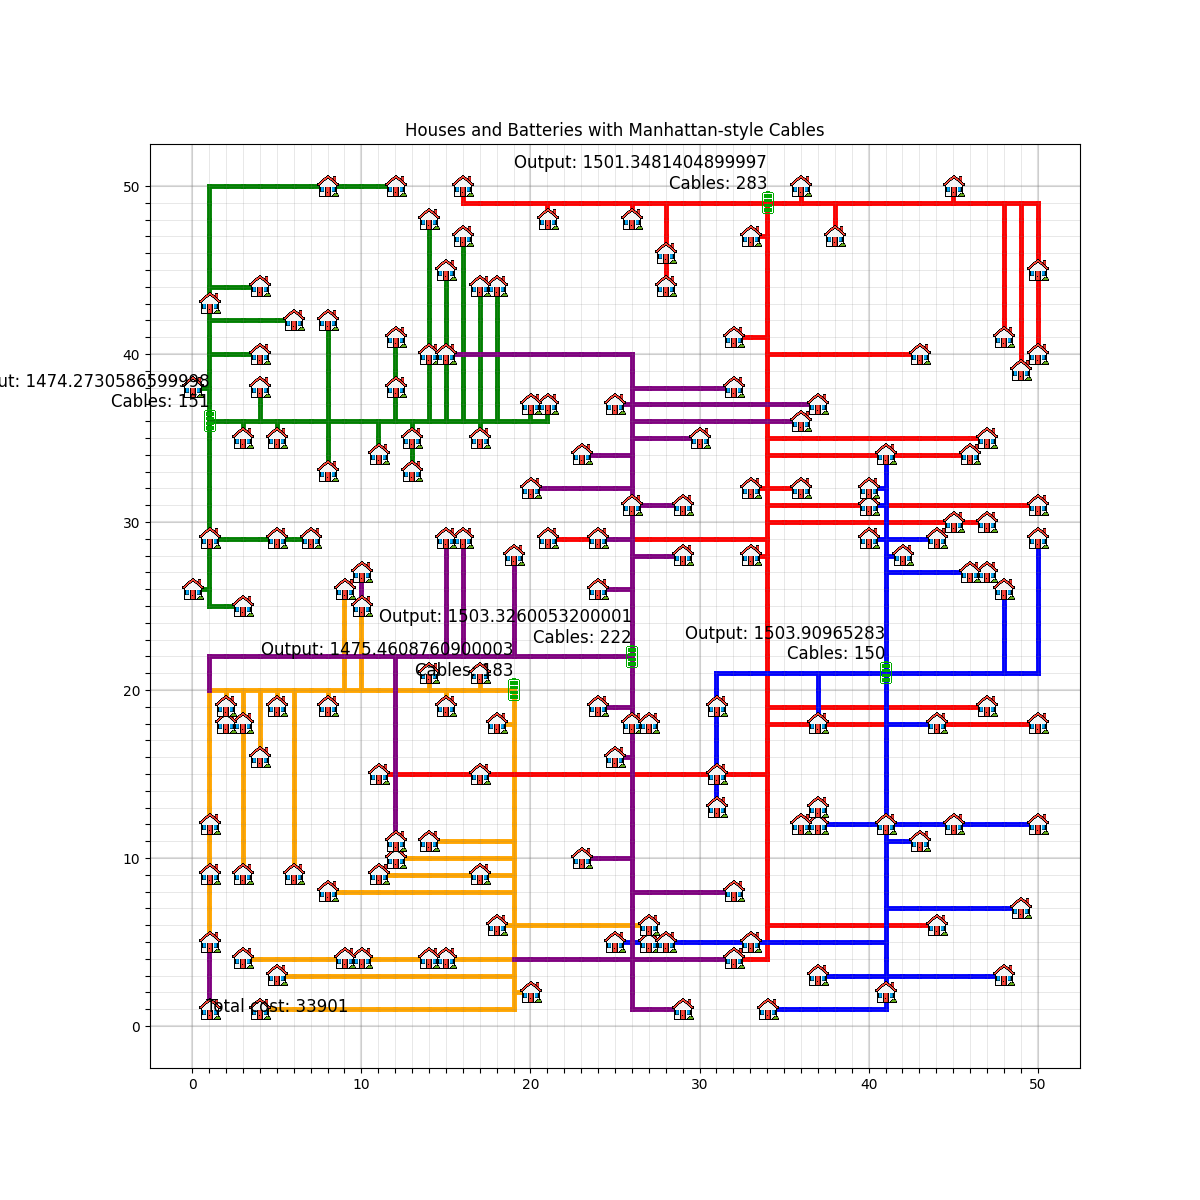 Houses and Batteries with Manhattan-style Cables
Output: 1501.3481404899997
Cables: 283
50
40
ut: 1474.2730586599998
Cables: 151
30
Output: 1503.3260053200001
Cables: 222
Output: 1503.90965283
Cables: 150
Output: 1475.4608760900003
Cables: 183
20
10
Total cost: 33901
0
0 10 20 30 40 50